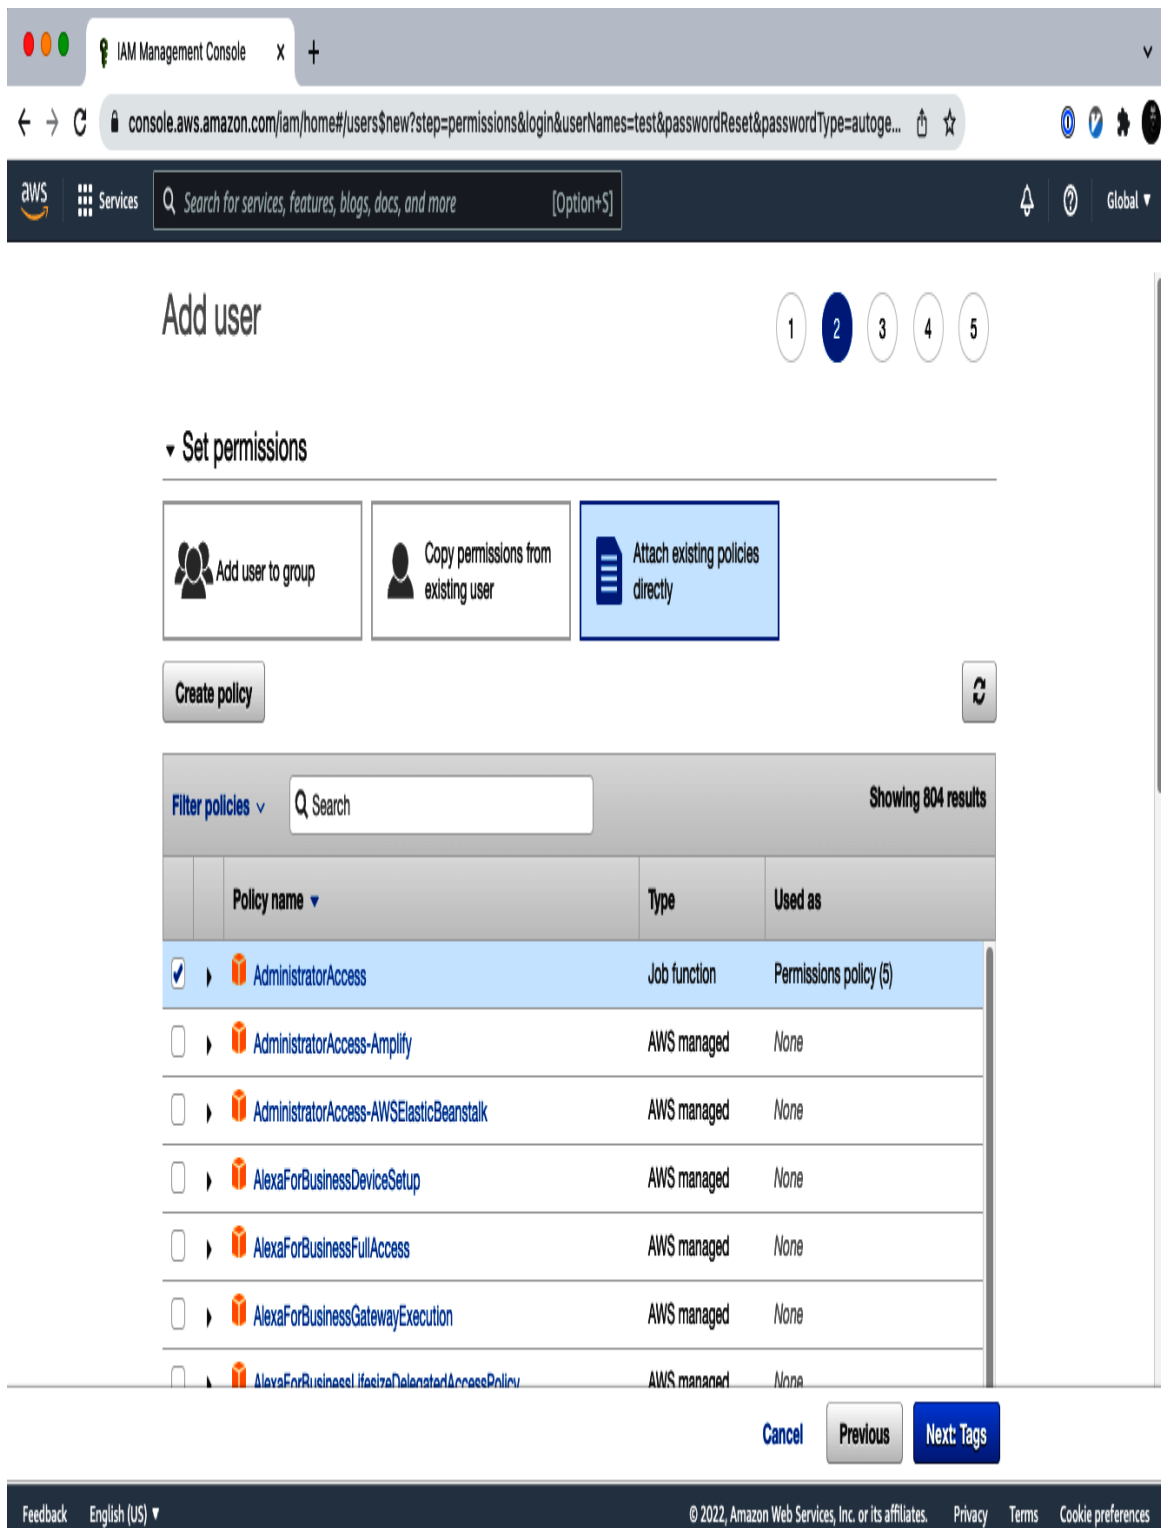 IAM Management Console
console.aws.amazon.com/iam/home#/users$new?step=permissions&login&userNames=test&passwordReset&passwordType=autoge...
aws Services Search for services, features, blogs, docs, and more [Option+S] Global
Add user 1 2 3 4 5
Set permissions
Add user to group
Copy permissions from
existing user
Attach existing policies
directly
Create policy
Filter policies Search Showing 804 results
Policy name Type Used as
AdministratorAccess Job function Permissions policy (5)
AdministratorAccess-Amplify AWS managed None
AdministratorAccess-AWSElasticBeanstalk AWS managed None
AlexaForBusinessDeviceSetup AWS managed None
AlexaForBusinessFullAccess AWS managed None
AlexaForBusinessGatewayExecution AWS managed None
AlexaForBusinessLifesizeDelegatedAccessPolicy AWS managed None
Cancel Previous Next: Tags
Feedback English (US) © 2022, Amazon Web Services, Inc. or its affiliates. Privacy Terms Cookie preferences